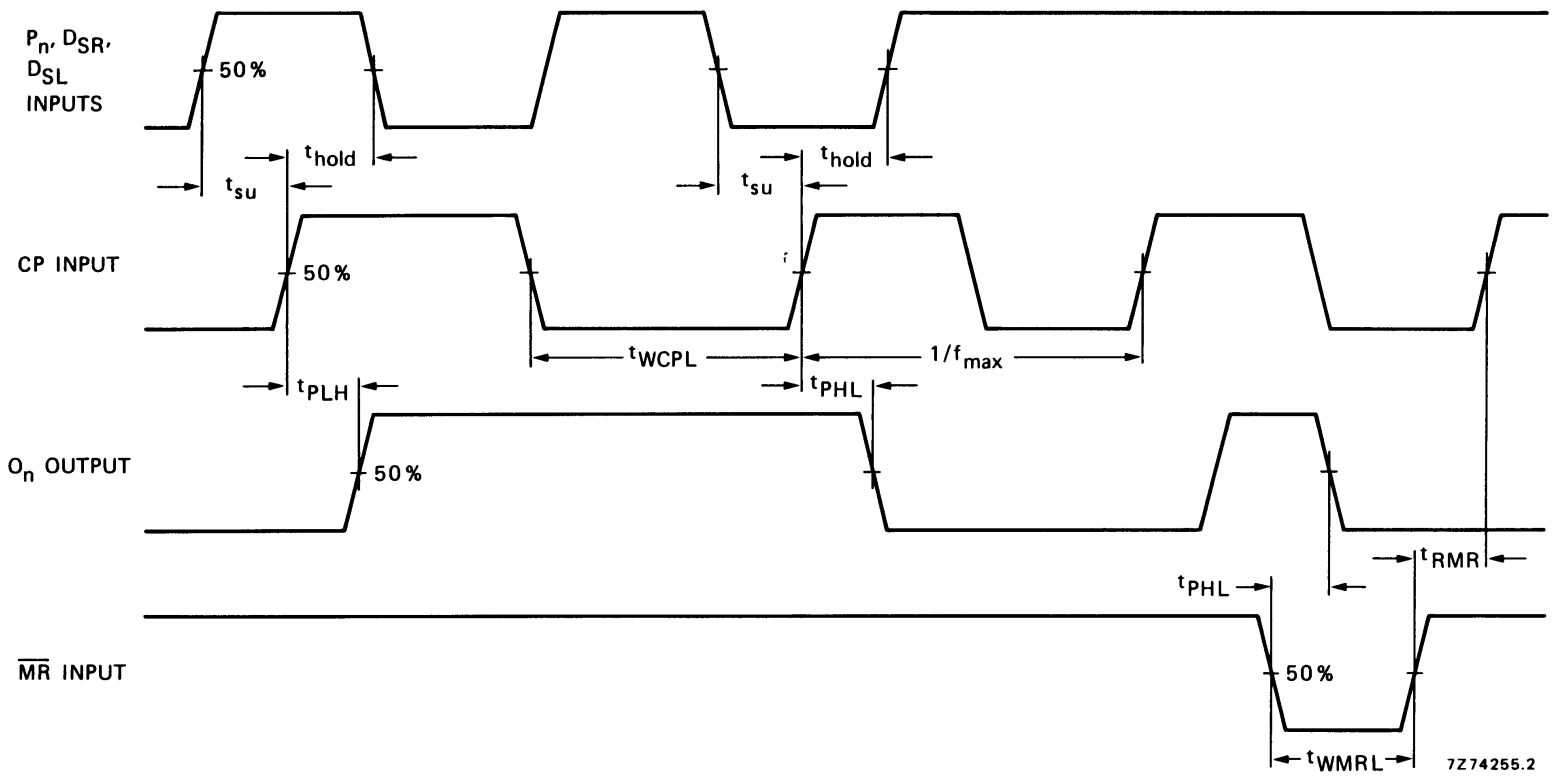 Pn, DSR,
DSL
INPUTS
50%
thold
tsu
thold
tsu
CP INPUT
50%
tWCPL
1/fmax
tPLH
tPHL
On OUTPUT
50%
tRMR
tPHL
MR INPUT
50%
tWMRL
7Z74255.2